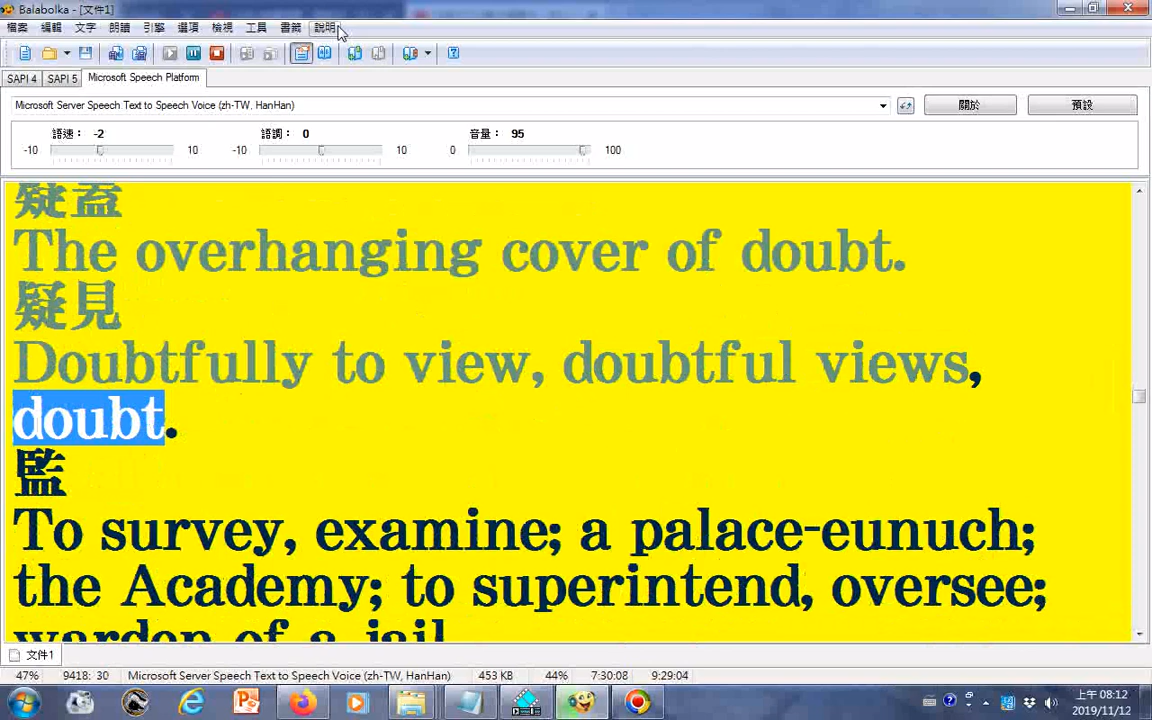 Balabolka - [文件1]
檔案 編輯 文字 朗讀 引擎 選項 檢視 工具 書籤 說明
SAPI 4 SAPI 5 Microsoft Speech Platform
Microsoft Server Speech Text to Speech Voice (zh-TW, HanHan) 關於 預設
語速： -2 語調： 0 音量： 95
-10 10 -10 10 0 100
疑蓋
The overhanging cover of doubt.
疑見
Doubtfully to view, doubtful views,
doubt.
監
To survey, examine; a palace-eunuch;
the Academy; to superintend, oversee;
warden of a jail
文件1
47% 9418: 30 Microsoft Server Speech Text to Speech Voice (zh-TW, HanHan) 453 KB 44% 7:30:08 9:29:04
上午 08:12
2019/11/12